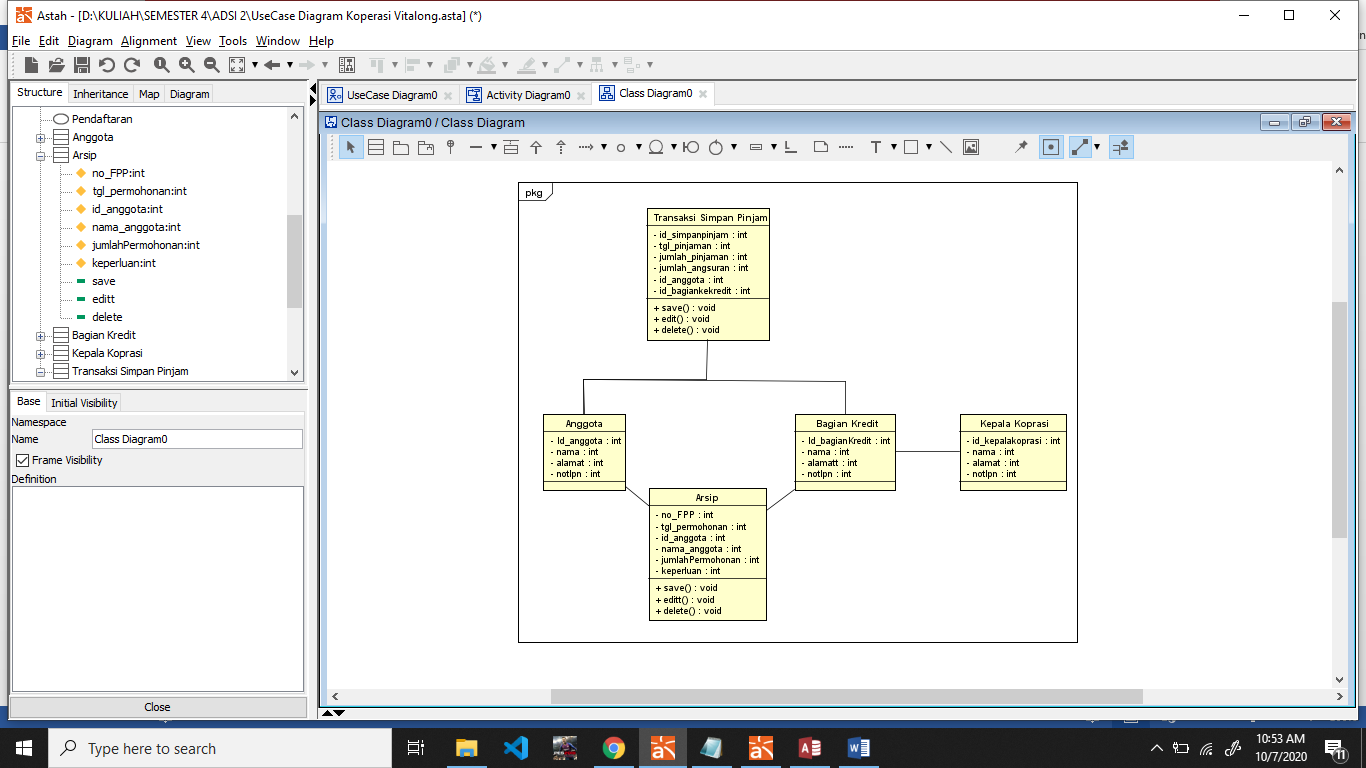 Astah - [D:\KULIAH\SEMESTER 4\ADSI 2\UseCase Diagram Koperasi Vitalong.asta] (*)
File Edit Diagram Alignment View Tools Window Help
Structure Inheritance Map Diagram
Pendaftaran
Anggota
Arsip
no_FPP:int
tgl_permohonan:int
id_anggota:int
nama_anggota:int
jumlahPermohonan:int
keperluan:int
save
editt
delete
Bagian Kredit
Kepala Koprasi
Transaksi Simpan Pinjam
Base Initial Visibility
Namespace
Name Class Diagram0
Frame Visibility
Definition
Close
UseCase Diagram0 Activity Diagram0 Class Diagram0
Class Diagram0 / Class Diagram
T
pkg
Transaksi Simpan Pinjam
- id_simpanpinjam : int
- tgl_pinjaman : int
- jumlah_pinjaman : int
- jumlah_angsuran : int
- id_anggota : int
- id_bagiankekredit : int
+ save() : void
+ edit() : void
+ delete() : void
Anggota
- Id_anggota : int
- nama : int
- alamat : int
- notlpn : int
Bagian Kredit
- Id_bagianKredit : int
- nama : int
- alamatt : int
- notlpn : int
Kepala Koprasi
- id_kepalakoprasi : int
- nama : int
- alamat : int
- notlpn : int
Arsip
- no_FPP : int
- tgl_permohonan : int
- id_anggota : int
- nama_anggota : int
- jumlahPermohonan : int
- keperluan : int
+ save() : void
+ editt() : void
+ delete() : void
Type here to search
10:53 AM
10/7/2020
11